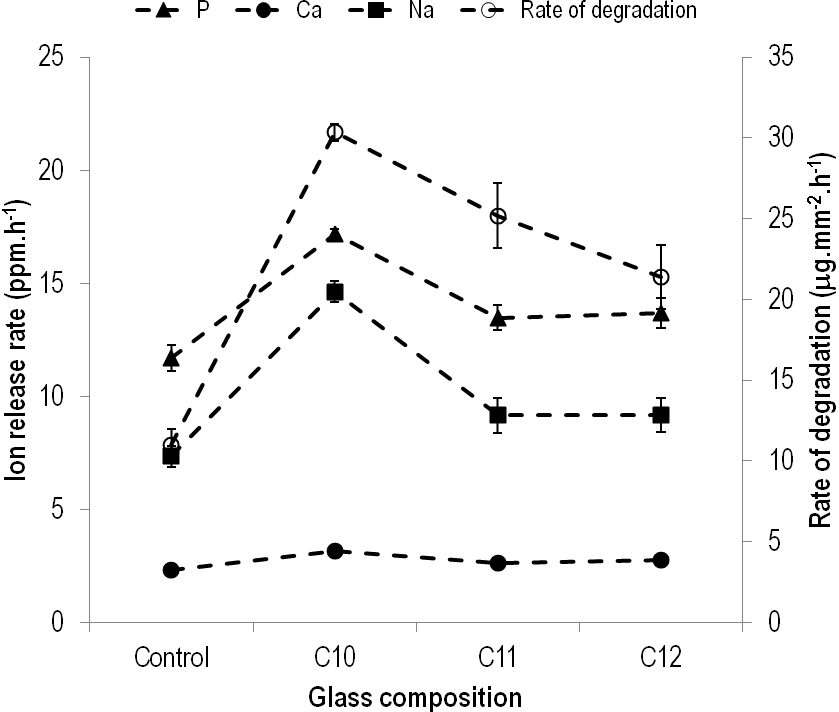 P Ca Na Rate of degradation
25
20
15
10
5
0
Ion release rate (ppm.h-1)
35
30
25
20
15
10
5
0
Rate of degradation (µg.mm-2.h-1)
Control C10 C11 C12
Glass composition